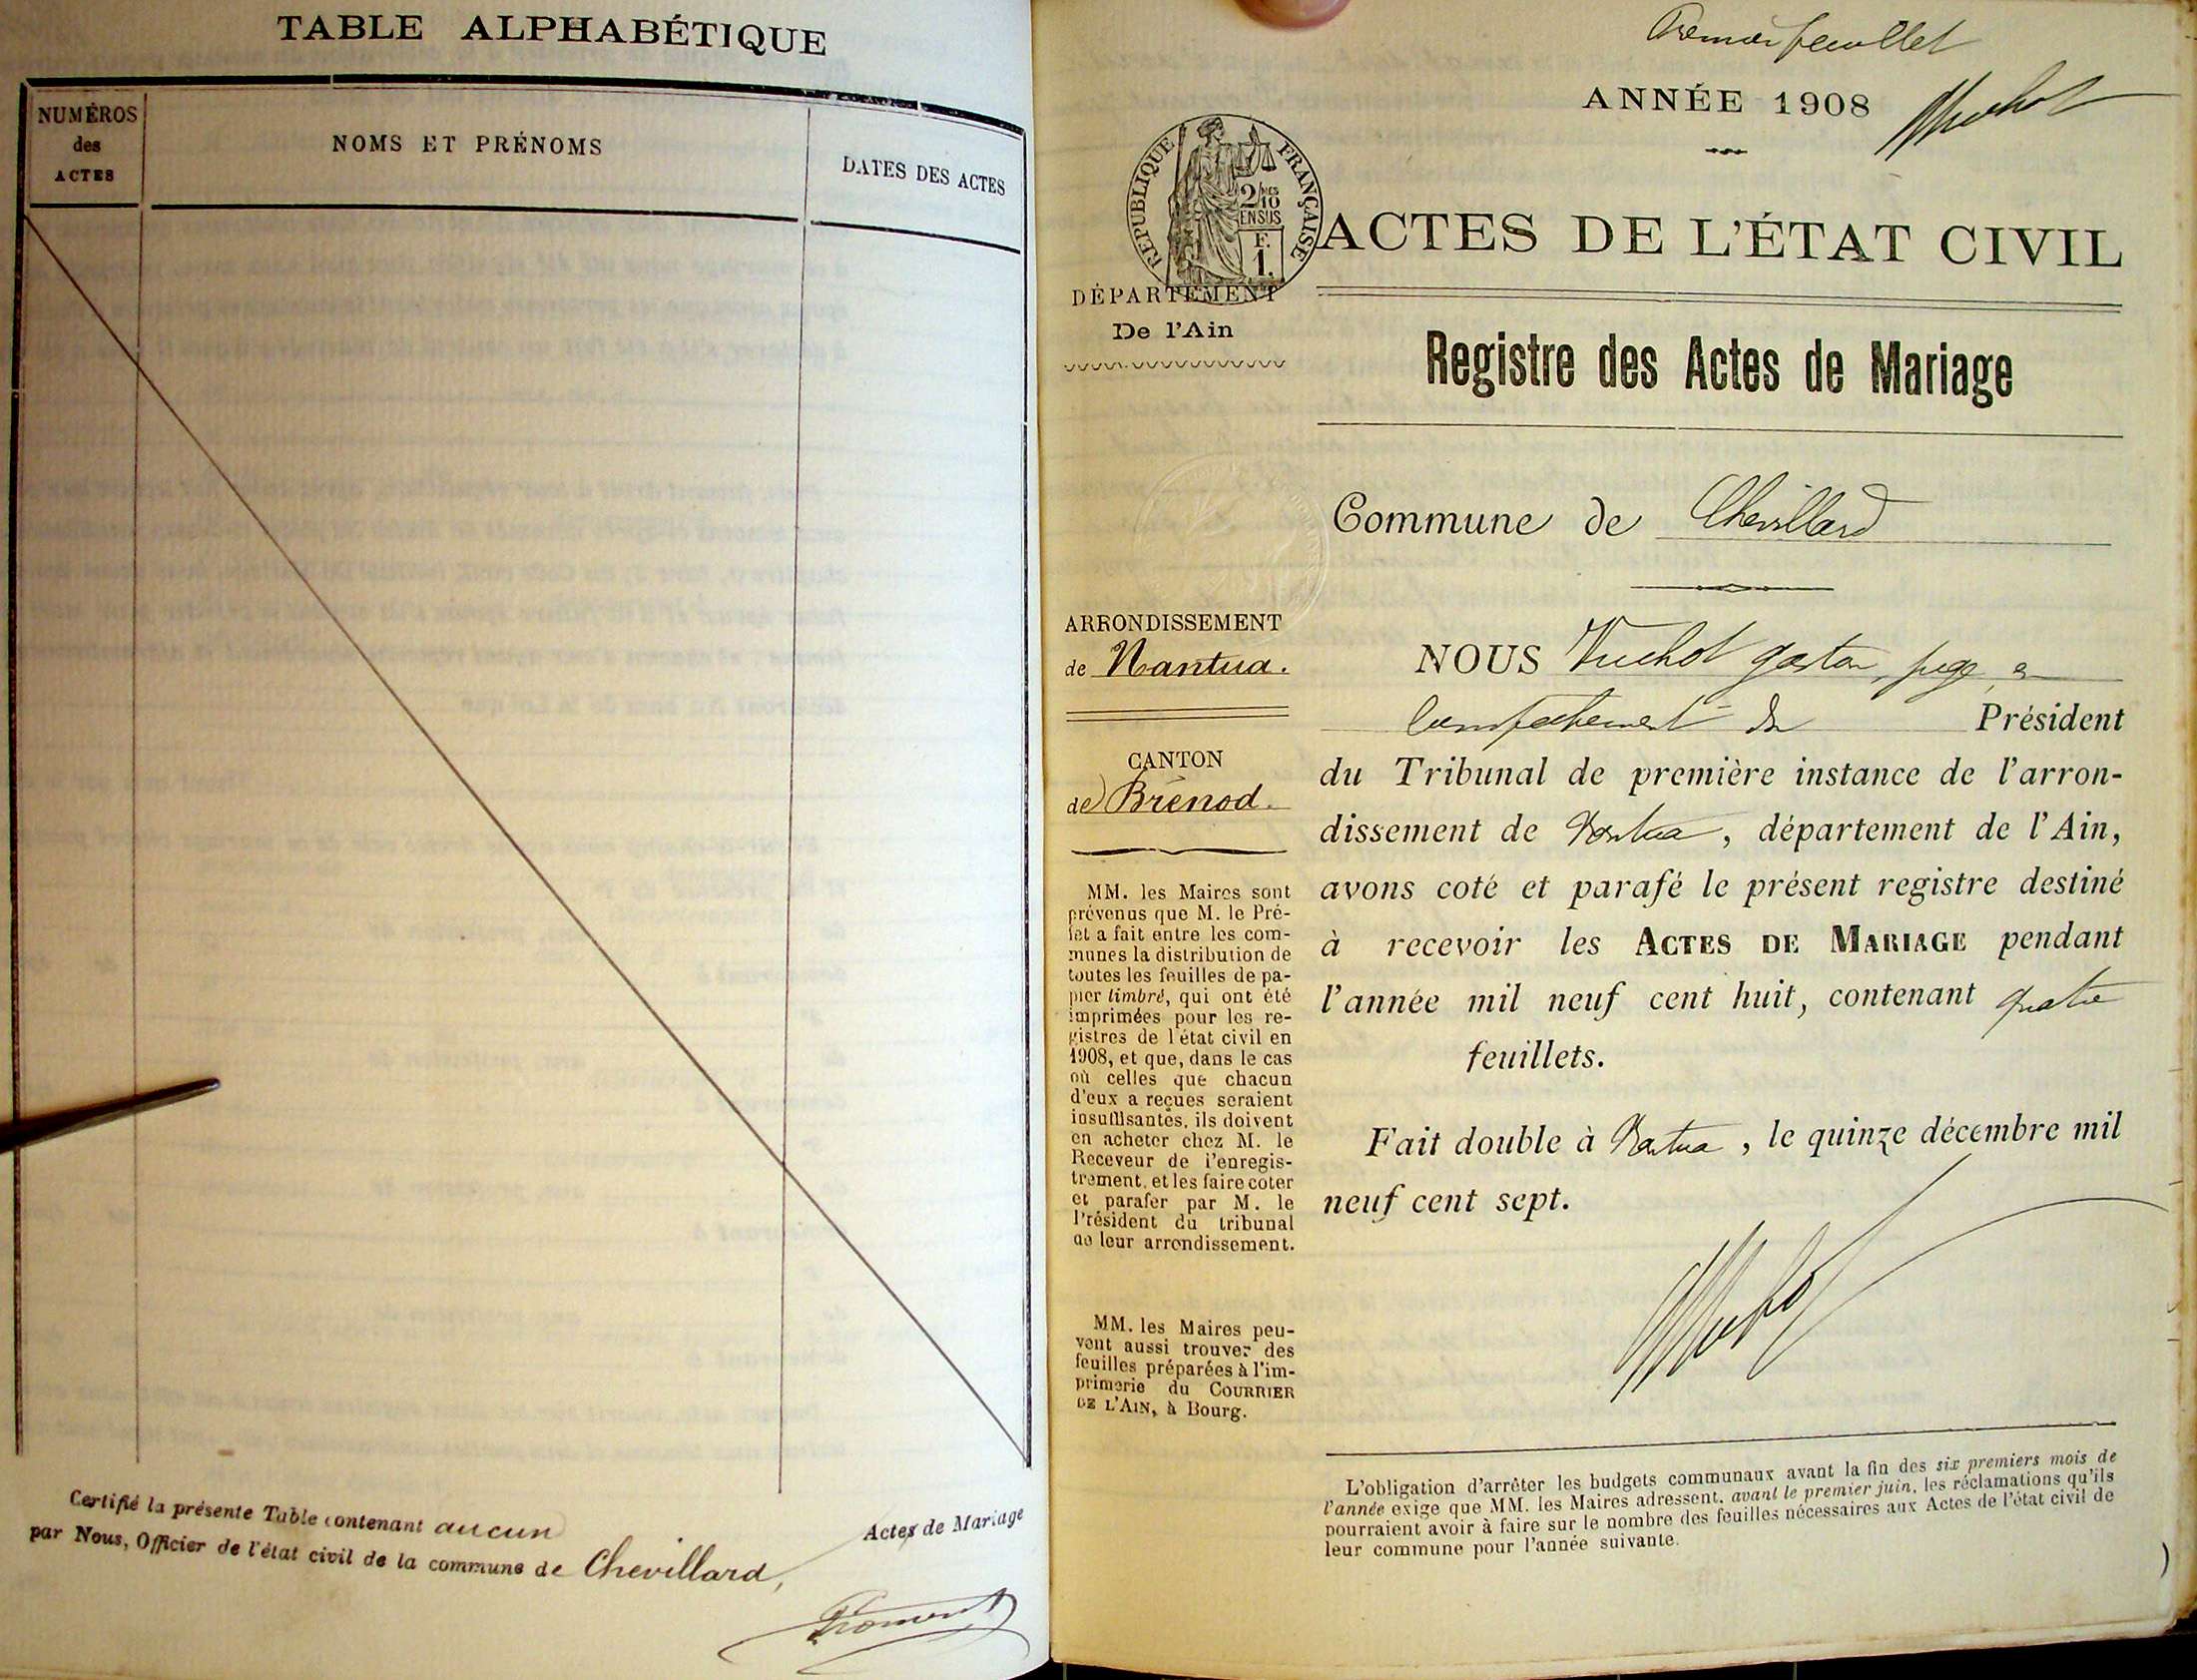 TABLE ALPHABÉTIQUE
NUMÉROS
des
ACTES
NOMS ET PRÉNOMS
DATES DES ACTES
Certifié la présente Table contenant aucun
Actes de Mariage
par Nous, Officier de l'état civil de la commune de Chevillard,
Premier feuillet
ANNÉE 1908
RÉPUBLIQUE FRANÇAISE
2/10
EN SUS
F.
1.
ACTES DE L'ÉTAT CIVIL
DÉPARTEMENT
De l'Ain
Registre des Actes de Mariage
Commune de Chevillard
ARRONDISSEMENT
de Nantua.
CANTON
de Brénod.
MM. les Maires sont
prévenus que M. le Pré-
fet a fait entre les com-
munes la distribution de
toutes les feuilles de pa-
pier timbré, qui ont été
imprimées pour les re-
gistres de l'état civil en
1908, et que, dans le cas
où celles que chacun
d'eux a reçues seraient
insuffisantes, ils doivent
en acheter chez M. le
Receveur de l'enregis-
trement, et les faire coter
et parafer par M. le
Président du tribunal
de leur arrondissement.
MM. les Maires peu-
vent aussi trouver des
feuilles préparées à l'im-
primerie du COURRIER
DE L'AIN, à Bourg.
NOUS gaston, juge en
l'empêchement du Président
du Tribunal de première instance de l'arron-
dissement de Nantua, département de l'Ain,
avons coté et parafé le présent registre destiné
à recevoir les ACTES DE MARIAGE pendant
l'année mil neuf cent huit, contenant quatre
feuillets.
Fait double à Nantua, le quinze décembre mil
neuf cent sept.
L'obligation d'arrêter les budgets communaux avant la fin des six premiers mois de
l'année exige que MM. les Maires adressent, avant le premier juin, les réclamations qu'ils
pourraient avoir à faire sur le nombre des feuilles nécessaires aux Actes de l'état civil de
leur commune pour l'année suivante.